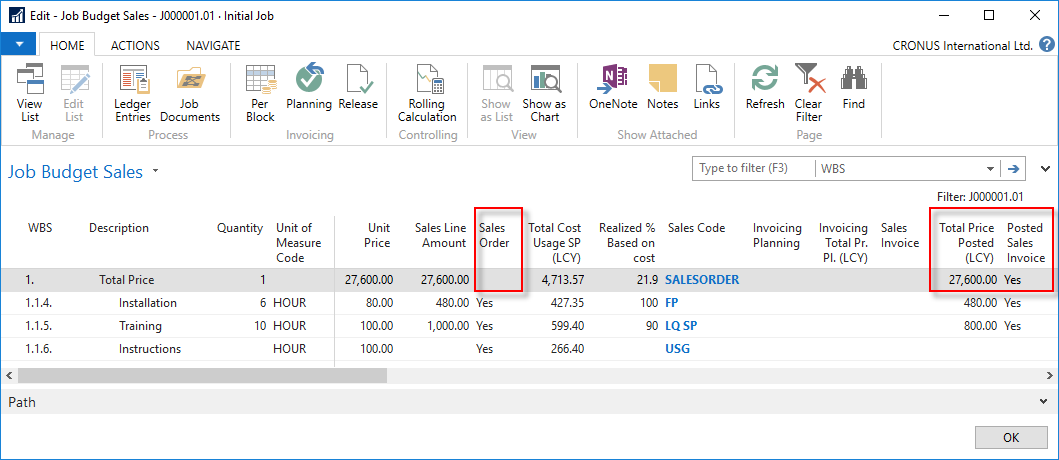 Edit - Job Budget Sales - J000001.01 · Initial Job
HOME ACTIONS NAVIGATE CRONUS International Ltd. ?
View List Edit List Ledger Entries Job Documents Per Block Planning Release Rolling Calculation Show as List Show as Chart OneNote Notes Links Refresh Clear Filter Find
Manage Process Invoicing Controlling View Show Attached Page
Job Budget Sales Type to filter (F3) WBS
Filter: J000001.01
WBS Description Quantity Unit of Measure Code Unit Price Sales Line Amount Sales Order Total Cost Usage SP (LCY) Realized % Based on cost Sales Code Invoicing Planning Invoicing Total Pr. Pl. (LCY) Sales Invoice Total Price Posted (LCY) Posted Sales Invoice
1. Total Price 1 27,600.00 27,600.00 4,713.57 21.9 SALESORDER 27,600.00 Yes
1.1.4. Installation 6 HOUR 80.00 480.00 Yes 427.35 100 FP 480.00 Yes
1.1.5. Training 10 HOUR 100.00 1,000.00 Yes 599.40 90 LQ SP 800.00 Yes
1.1.6. Instructions HOUR 100.00 Yes 266.40 USG
Path
OK